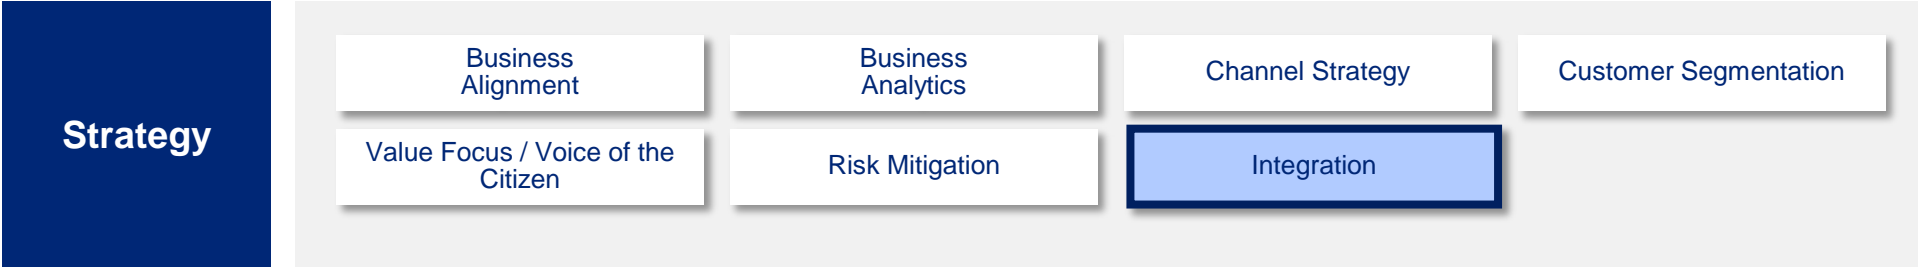 Strategy
Business
Alignment
Business
Analytics
Channel Strategy
Customer Segmentation
Value Focus / Voice of the
Citizen
Risk Mitigation
Integration